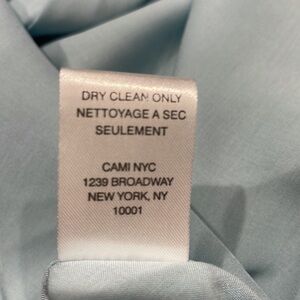 DRY CLEAN ONLY
NETTOYAGE A SEC
SEULEMENT
CAMI NYC
1239 BROADWAY
NEW YORK, NY
10001